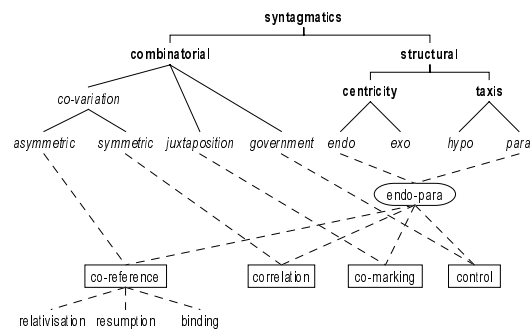 syntagmatics
combinatorial structural
co-variation centricity taxis
asymmetric symmetric juxtaposition government endo exo hypo para
endo-para
co-reference correlation co-marking control
relativisation resumption binding